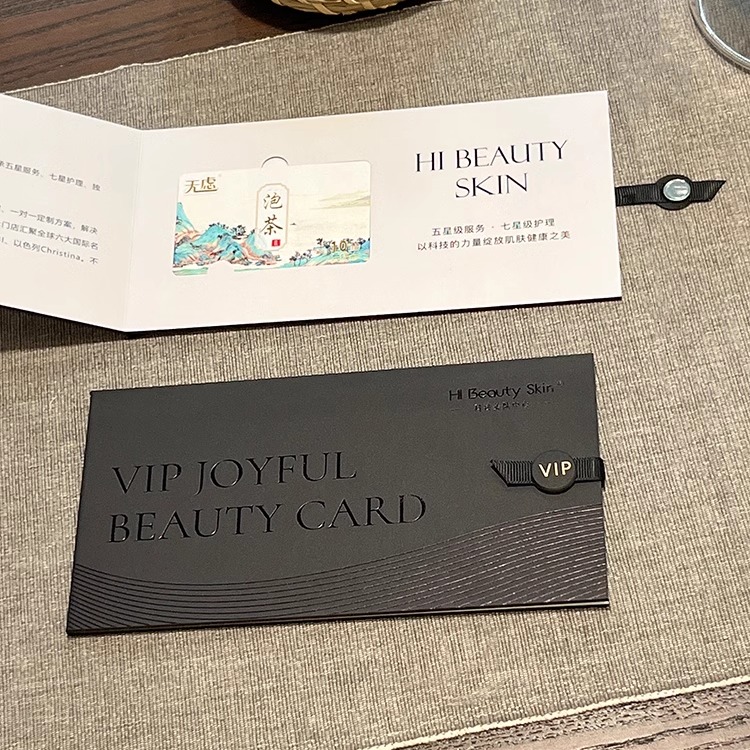 五星服务、七星护理、独
一对一定制方案,解决
门店汇聚全球六大国际名
以色列Christina。不
无虑
泡
茶
HI BEAUTY
SKIN
五星级服务·七星级护理
以科技的力量绽放肌肤健康之美
Hi Beauty Skin
VIP
VIP JOYFUL
BEAUTY CARD